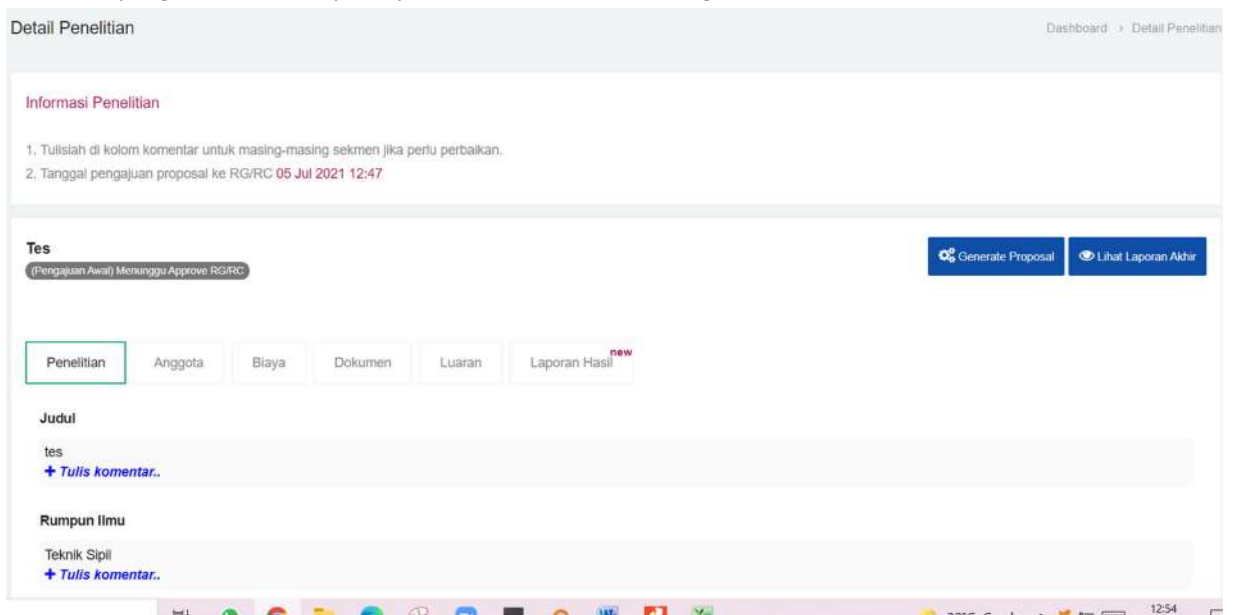 Detail Penelitian
Dashboard > Detail Penelitian
Informasi Penelitian
1. Tulislah di kolom komentar untuk masing-masing sekmen jika perlu perbaikan.
2. Tanggal pengajuan proposal ke RG/RC 05 Jul 2021 12:47
Tes
(Pengajuan Awal) Menunggu Approve RG/RC
Generate Proposal
Lihat Laporan Akhir
Penelitian Anggota Biaya Dokumen Luaran Laporan Hasil new
Judul
tes
+ Tulis komentar..
Rumpun Ilmu
Teknik Sipil
+ Tulis komentar..
12:54